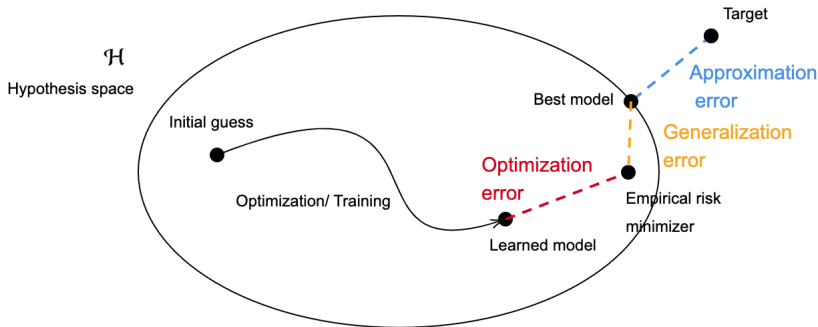 Target
ℋ
Hypothesis space
Approximation
error
Best model
Initial guess
Generalization
error
Optimization
error
Optimization/ Training
Empirical risk
minimizer
Learned model